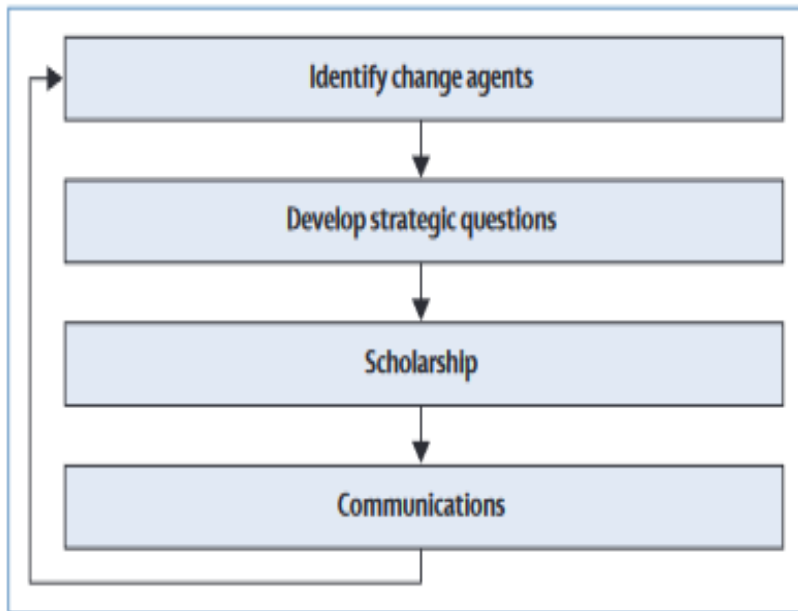 Identify change agents
Develop strategic questions
Scholarship
Communications